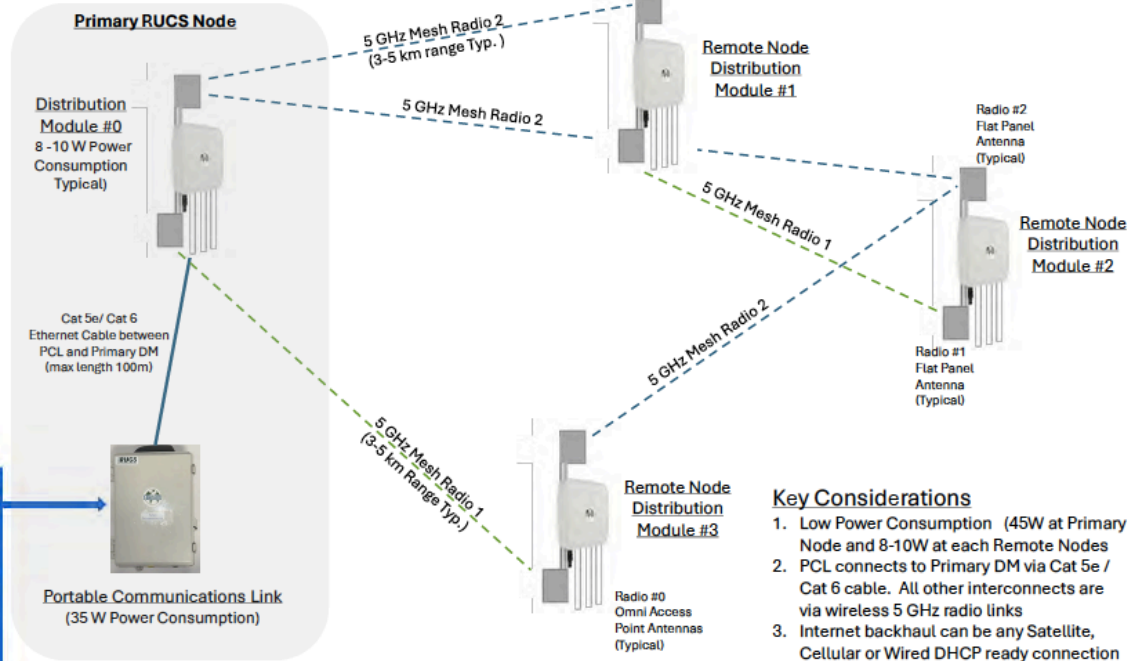 Primary RUCS Node
5 GHz Mesh Radio 2
(3-5 km range Typ. )
Remote Node
Distribution
Module #1
Distribution
Module #0
8 -10 W Power
Consumption
Typical)
5 GHz Mesh Radio 2
Radio #2
Flat Panel
Antenna
(Typical)
5 GHz Mesh Radio 1
Remote Node
Distribution
Module #2
Cat 5e/ Cat 6
Ethernet Cable between
PCL and Primary DM
(max length 100m)
5 GHz Mesh Radio 2
Radio #1
Flat Panel
Antenna
(Typical)
5 GHz Mesh Radio 1
(3-5 km Range Typ.)
RUCS
Remote Node
Distribution
Module #3
Portable Communications Link
(35 W Power Consumption)
Radio #0
Omni Access
Point Antennas
(Typical)
Key Considerations
1. Low Power Consumption (45W at Primary
Node and 8-10W at each Remote Nodes
2. PCL connects to Primary DM via Cat 5e /
Cat 6 cable. All other interconnects are
via wireless 5 GHz radio links
3. Internet backhaul can be any Satellite,
Cellular or Wired DHCP ready connection